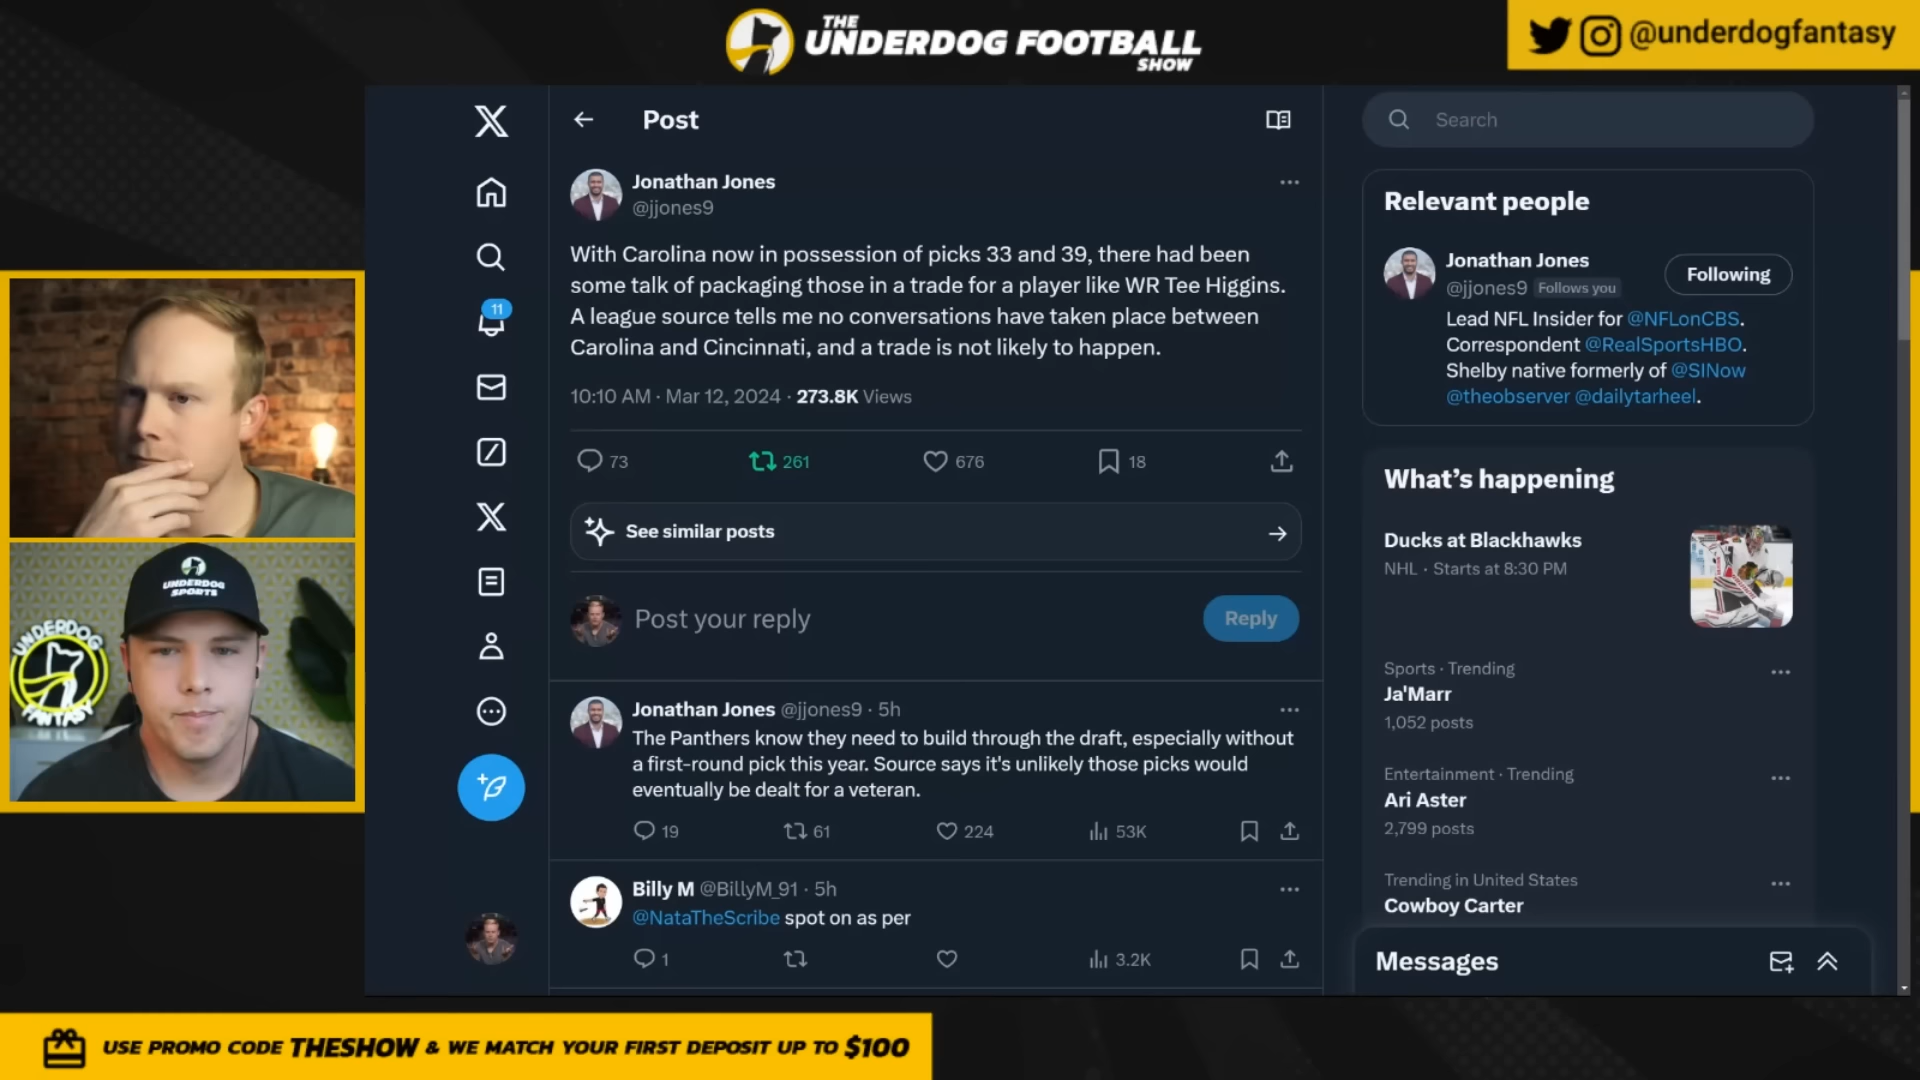 THE
UNDERDOG FOOTBALL
SHOW
@underdogfantasy
Post
Search
Jonathan Jones
@jjones9
With Carolina now in possession of picks 33 and 39, there had been
some talk of packaging those in a trade for a player like WR Tee Higgins.
A league source tells me no conversations have taken place between
Carolina and Cincinnati, and a trade is not likely to happen.
10:10 AM · Mar 12, 2024 · 273.8K Views
73 261 676 18
See similar posts
Post your reply
Reply
Jonathan Jones @jjones9 · 5h
The Panthers know they need to build through the draft, especially without
a first-round pick this year. Source says it's unlikely those picks would
eventually be dealt for a veteran.
19 61 224 53K
Billy M @BillyM_91 · 5h
@NataTheScribe spot on as per
1 3.2K
11
Relevant people
Jonathan Jones
@jjones9 Follows you
Following
Lead NFL Insider for @NFLonCBS.
Correspondent @RealSportsHBO.
Shelby native formerly of @SINow
@theobserver @dailytarheel.
What's happening
Ducks at Blackhawks
NHL · Starts at 8:30 PM
Sports · Trending
Ja'Marr
1,052 posts
Entertainment · Trending
Ari Aster
2,799 posts
Trending in United States
Cowboy Carter
Messages
UNDERDOG
SPORTS
UNDERDOG
FANTASY
USE PROMO CODE THESHOW & WE MATCH YOUR FIRST DEPOSIT UP TO $100